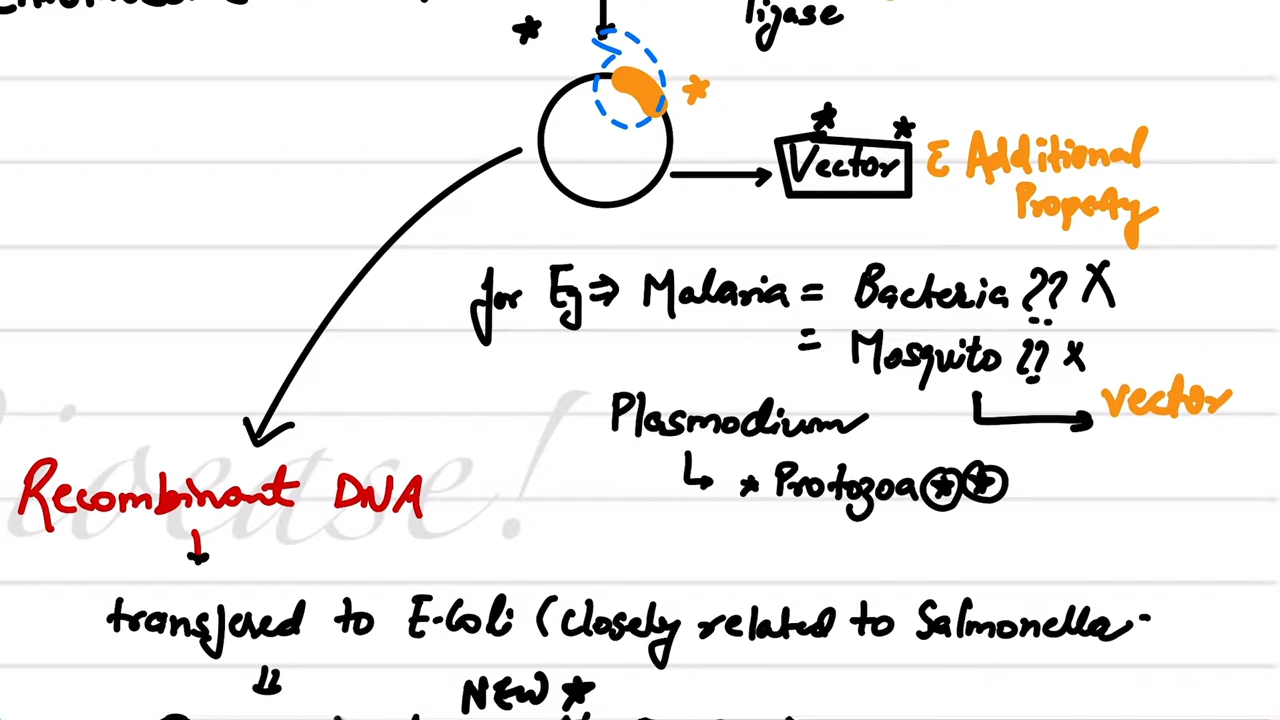 ligase
*
*
* *
Vector Ē Additional
Property
for Eg ⇒ Malaria = Bacteria ?? X
= Mosquito ?? x
vector
Plasmodium
↳ * Protozoa * *
Recombinant DNA
transfered to E.Coli (closely related to Salmonella-
NEW *